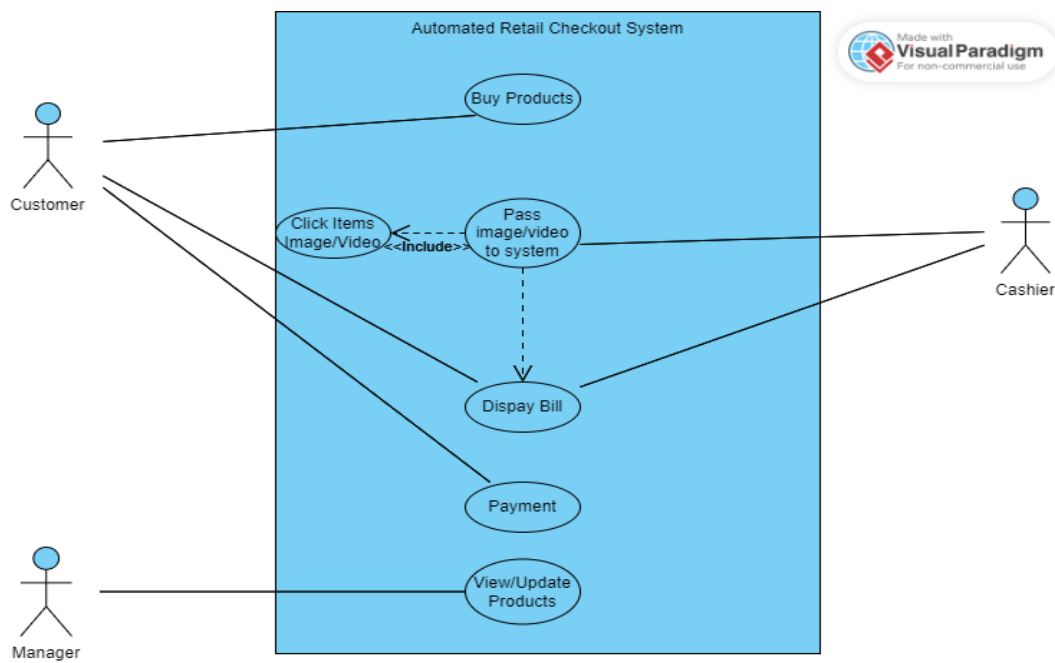 Automated Retail Checkout System
Made with
Visual Paradigm
For non-commercial use
Buy Products
Customer
Click Items
Image/Video
<<Include>>
Pass
image/video
to system
Cashier
Dispay Bill
Payment
View/Update
Products
Manager